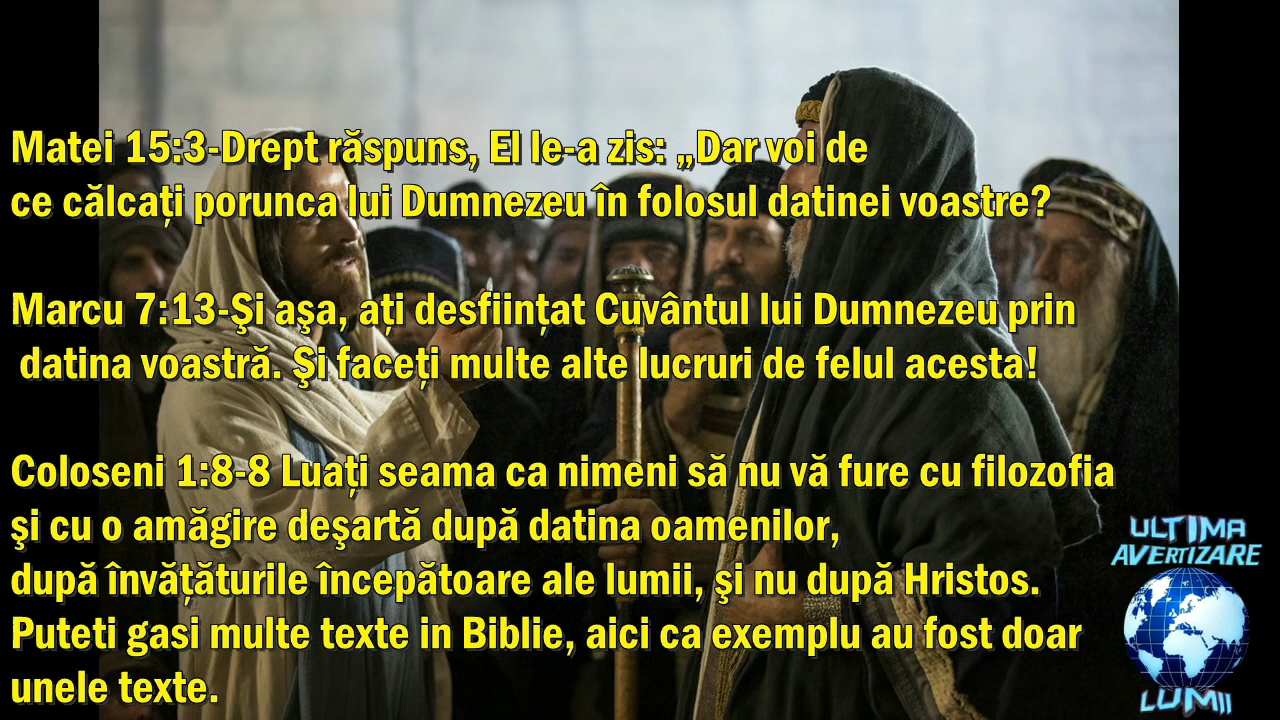 Matei 15:3-Drept răspuns, El le-a zis: „Dar voi de
ce călcați porunca lui Dumnezeu în folosul datinei voastre?
Marcu 7:13-Şi aşa, ați desființat Cuvântul lui Dumnezeu prin
datina voastră. Şi faceți multe alte lucruri de felul acesta!
Coloseni 1:8-8 Luați seama ca nimeni să nu vă fure cu filozofia
şi cu o amăgire deşartă după datina oamenilor,
după învățăturile începătoare ale lumii, şi nu după Hristos.
Puteti gasi multe texte in Biblie, aici ca exemplu au fost doar
unele texte.
ULTIMA
AVERTIZARE
LUMII